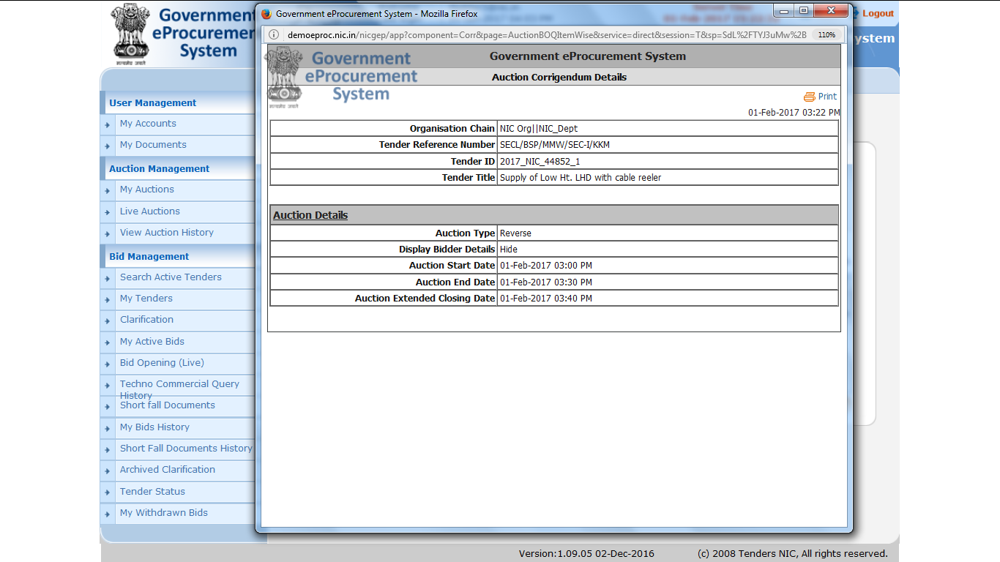 Government
eProcurement
System
Logout
ystem
User Management
My Accounts
My Documents
Auction Management
My Auctions
Live Auctions
View Auction History
Bid Management
Search Active Tenders
My Tenders
Clarification
My Active Bids
Bid Opening (Live)
Techno Commercial Query
History
Short fall Documents
My Bids History
Short Fall Documents History
Archived Clarification
Tender Status
My Withdrawn Bids
Government eProcurement System - Mozilla Firefox
demoeproc.nic.in/nicgep/app?component=Corr&page=AuctionBOQItemWise&service=direct&session=T&sp=SdL%2FTYJ3uMw%2B 110%
Government
eProcurement
System
सत्यमेव जयते
Government eProcurement System
Auction Corrigendum Details
Print
01-Feb-2017 03:22 PM
Organisation Chain NIC Org||NIC_Dept
Tender Reference Number SECL/BSP/MMW/SEC-I/KKM
Tender ID 2017_NIC_44852_1
Tender Title Supply of Low Ht. LHD with cable reeler
Auction Details
Auction Type Reverse
Display Bidder Details Hide
Auction Start Date 01-Feb-2017 03:00 PM
Auction End Date 01-Feb-2017 03:30 PM
Auction Extended Closing Date 01-Feb-2017 03:40 PM
Version:1.09.05 02-Dec-2016 (c) 2008 Tenders NIC, All rights reserved.